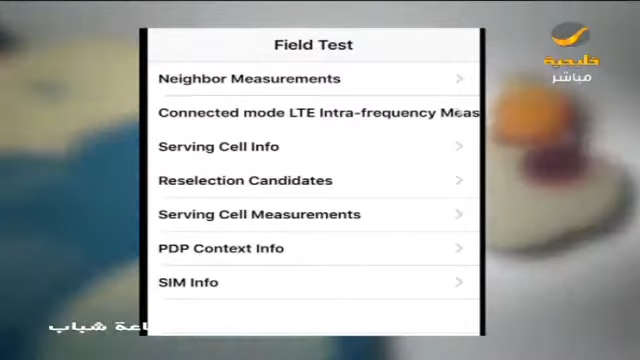 Field Test
Neighbor Measurements
Connected mode LTE Intra-frequency Meas
Serving Cell Info
Reselection Candidates
Serving Cell Measurements
PDP Context Info
SIM Info
خليجية
مباشر
شباب